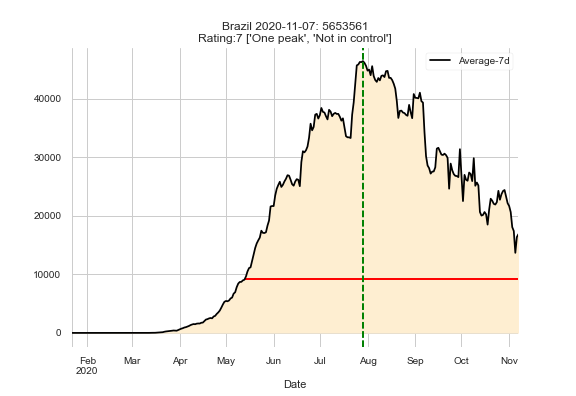 Brazil 2020-11-07: 5653561
Rating:7 ['One peak', 'Not in control']
Average-7d
40000
30000
20000
10000
0
Feb Mar Apr May Jun Jul Aug Sep Oct Nov
2020
Date